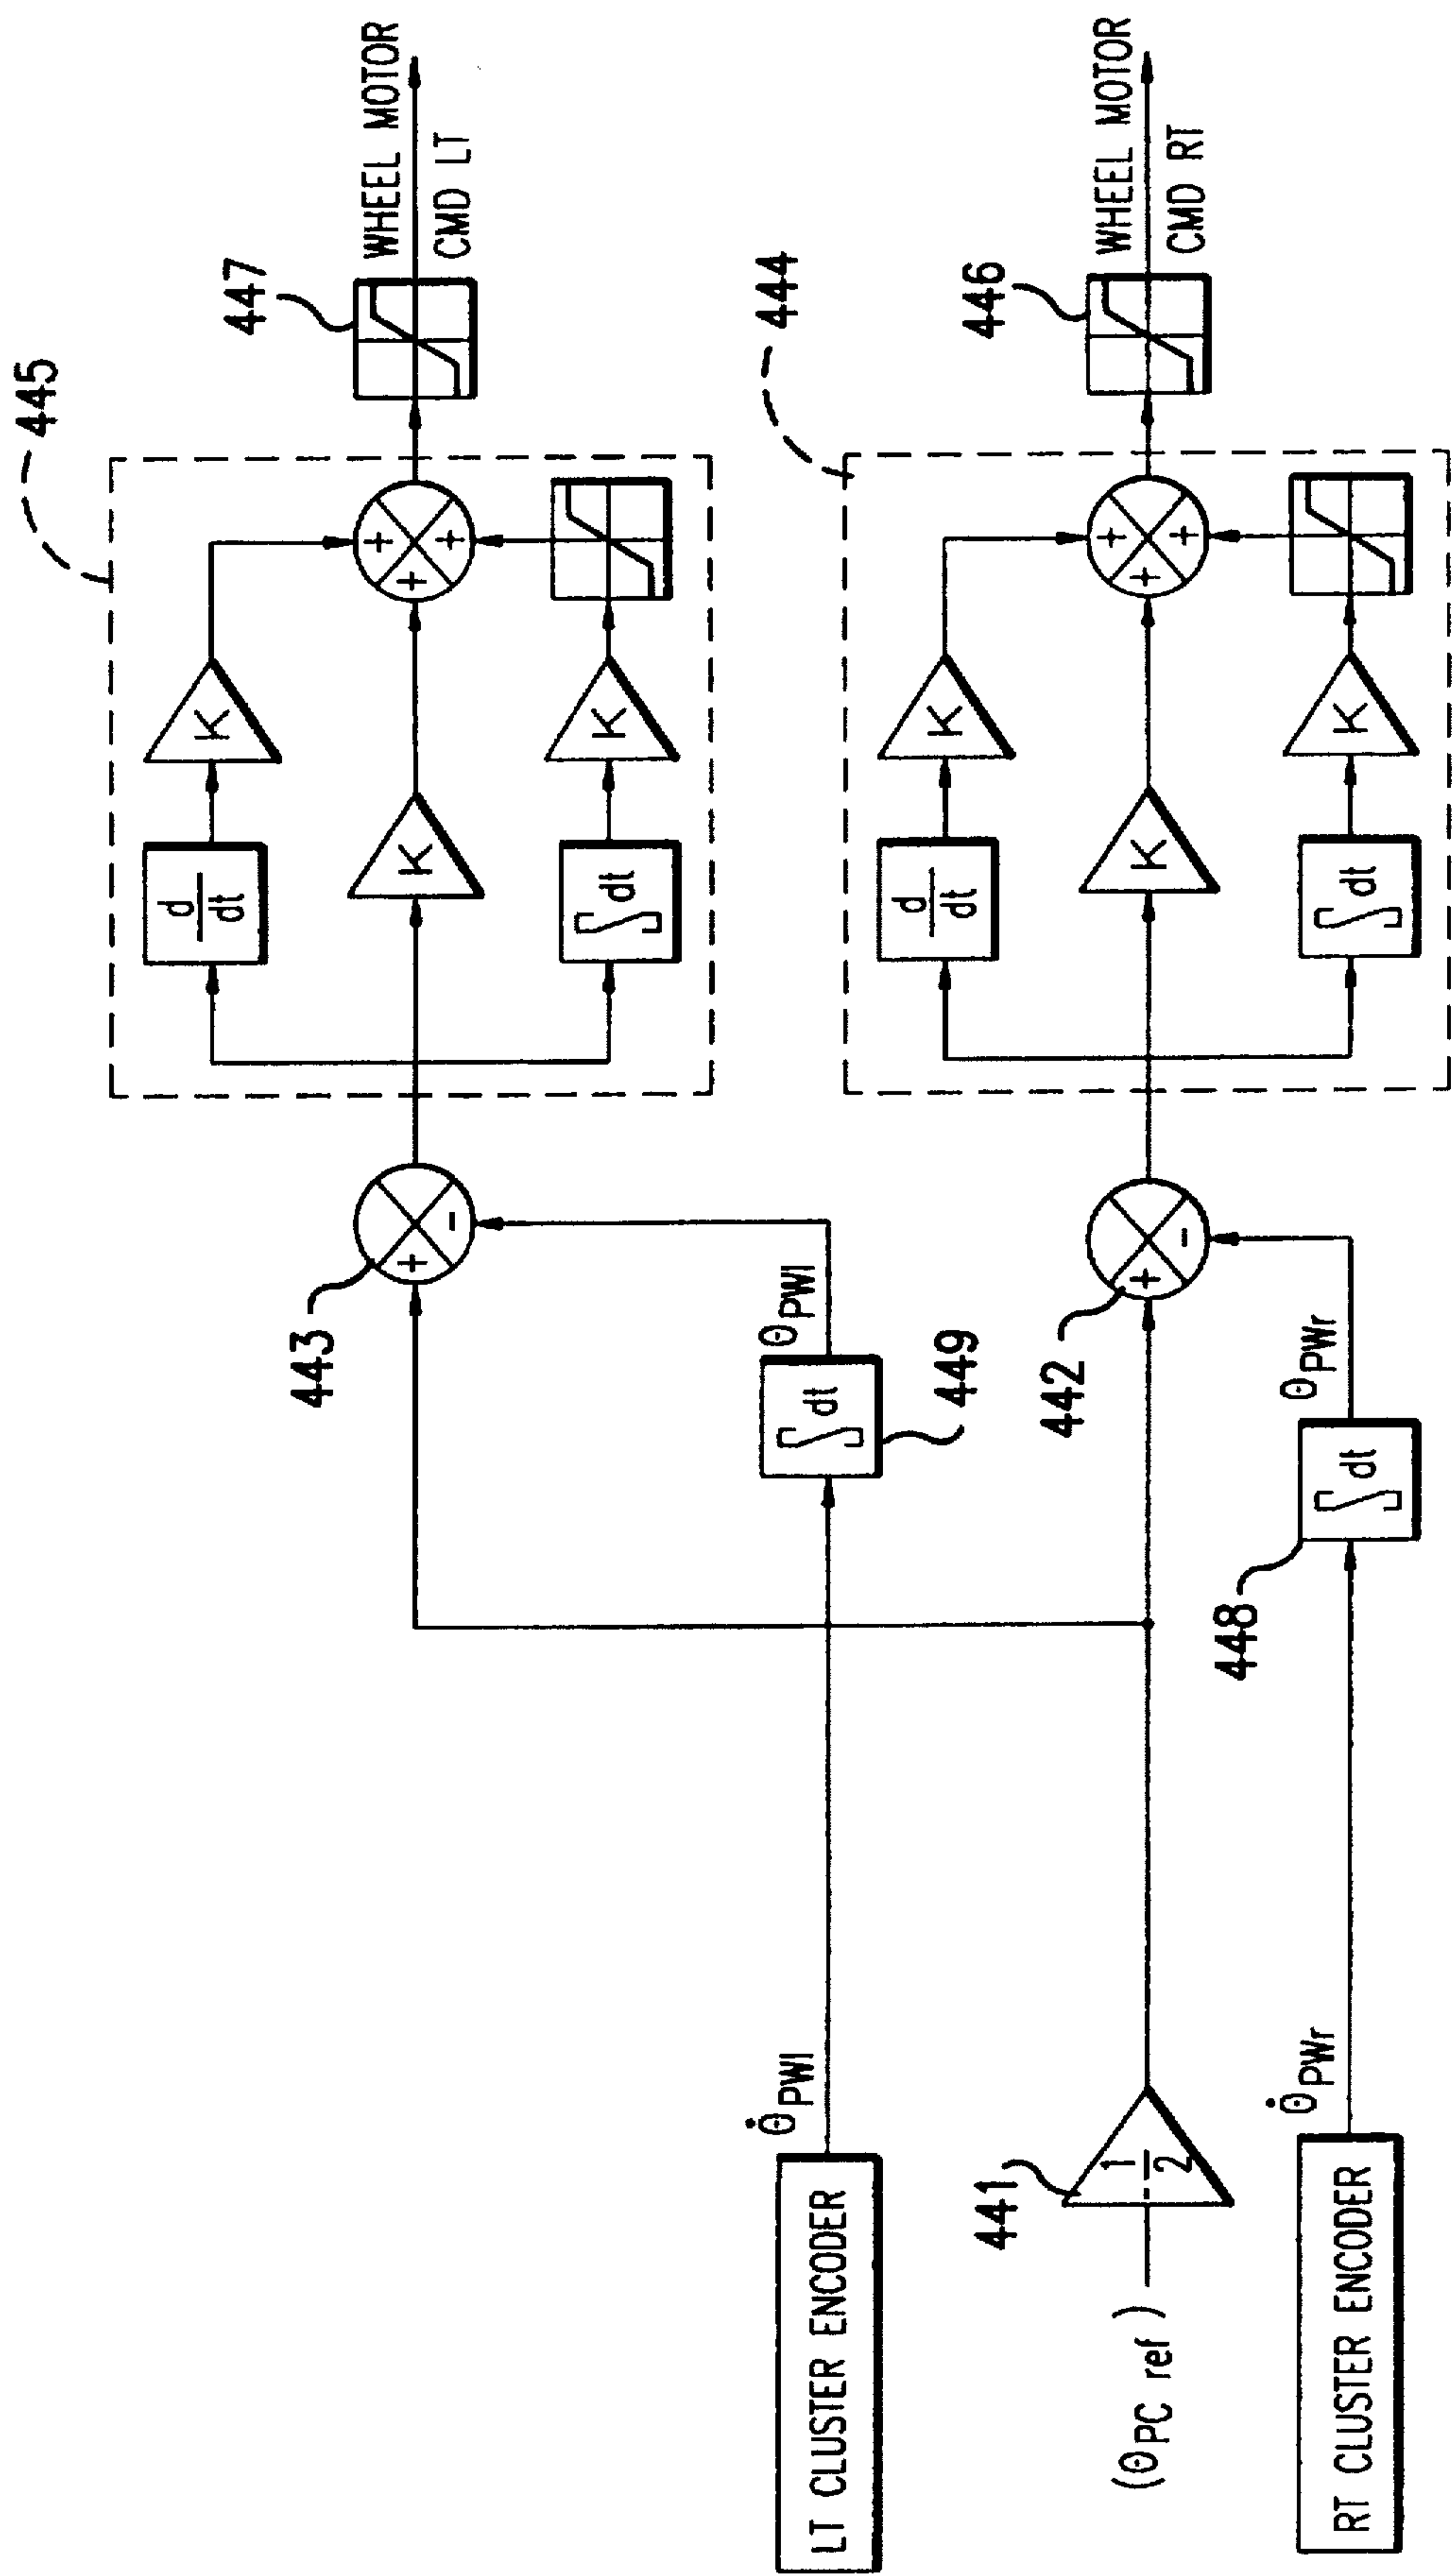 445
447
d
dt
K
K
∫ dt
K
+
+
+
WHEEL MOTOR
CMD LT
443
+
-
LT CLUSTER ENCODER
θ̇PWl
∫ dt
θPWl
449
444
446
d
dt
K
K
∫ dt
K
+
+
+
WHEEL MOTOR
CMD RT
(θPC ref)
441
1
2
442
+
-
RT CLUSTER ENCODER
θ̇PWr
448
∫ dt
θPWr